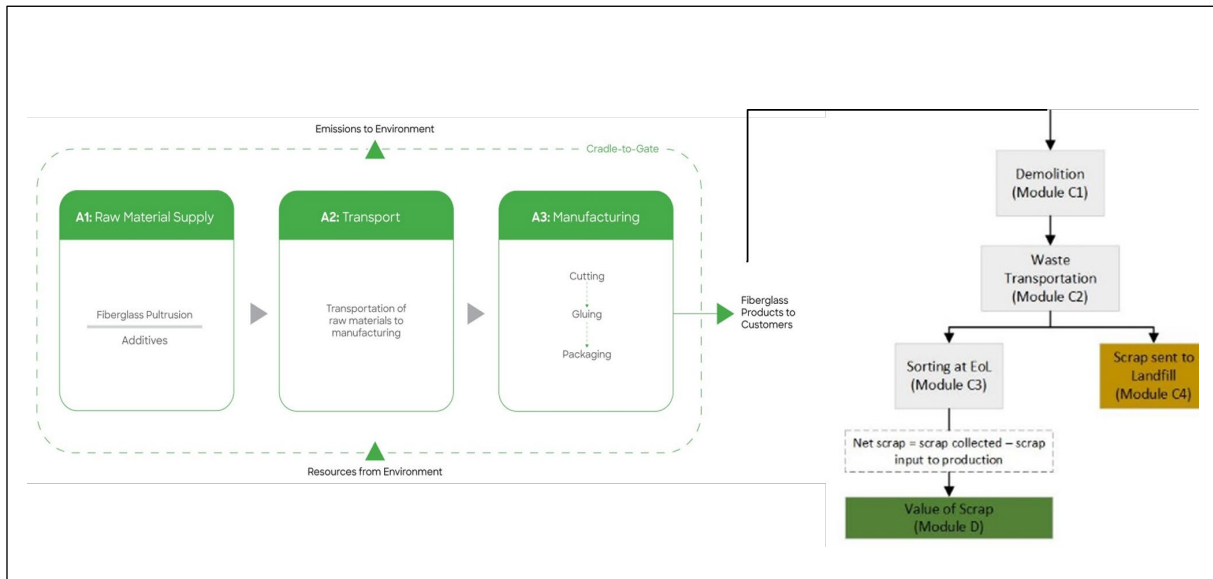 Emissions to Environment
Cradle-to-Gate
A1: Raw Material Supply
Fiberglass Pultrusion
Additives
A2: Transport
Transportation of
raw materials to
manufacturing
A3: Manufacturing
Cutting
Gluing
Packaging
Fiberglass
Products to
Customers
Resources from Environment
Demolition
(Module C1)
Waste
Transportation
(Module C2)
Sorting at EoL
(Module C3)
Scrap sent to
Landfill
(Module C4)
Net scrap = scrap collected – scrap
input to production
Value of Scrap
(Module D)